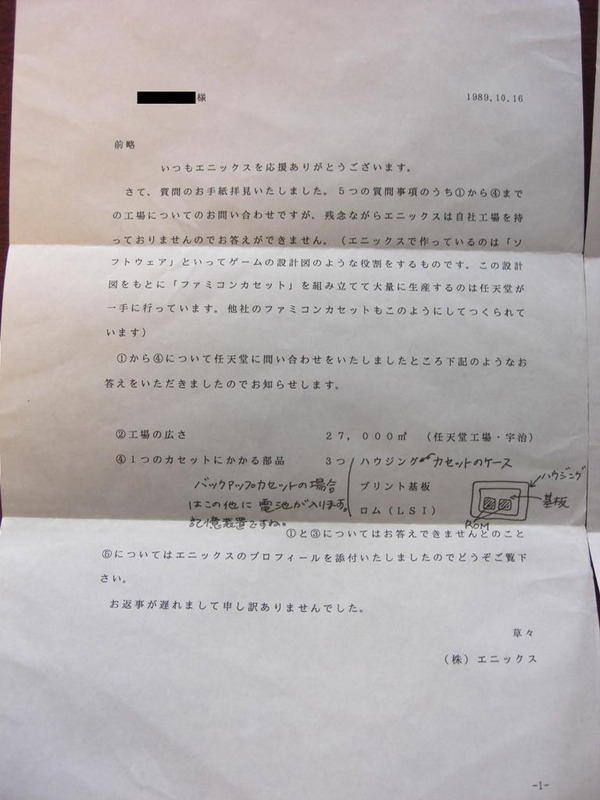 様
1989.10.16
前略
いつもエニックスを応援ありがとうございます。
さて、質問のお手紙拝見いたしました。5つの質問事項のうち①から④まで
の工場についてのお問い合わせですが、残念ながらエニックスは自社工場を持
っておりませんのでお答えができません。（エニックスで作っているのは「ソ
フトウェア」といってゲームの設計図のような役割をするものです。この設計
図をもとに「ファミコンカセット」を組み立てて大量に生産するのは任天堂が
一手に行っています。他社のファミコンカセットもこのようにしてつくられて
います）
①から④について任天堂に問い合わせをいたしましたところ下記のようなお
答えをいただきましたのでお知らせします。
②工場の広さ 27,000㎡ （任天堂工場・宇治）
④1つのカセットにかかる部品 3つ ハウジング カセットのケース
プリント基板
ロム（LSI）
バックアップカセットの場合
はこの他に電池が入ります。
記憶装置ですね。
ハウジング
基板
ROM
①と③についてはお答えできませんとのこと
⑤についてはエニックスのプロフィールを添付いたしましたのでどうぞご覧下
さい。
お返事が遅れまして申し訳ありませんでした。
草々
（株）エニックス
-1-